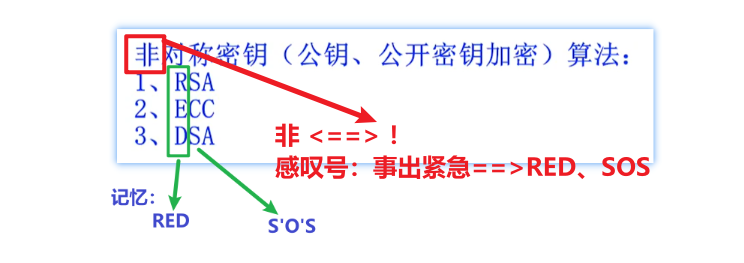 非对称密钥（公钥、公开密钥加密）算法：
1、RSA
2、ECC
3、DSA
非 <==> ！
感叹号：事出紧急==>RED、SOS
记忆：
RED
S'O'S